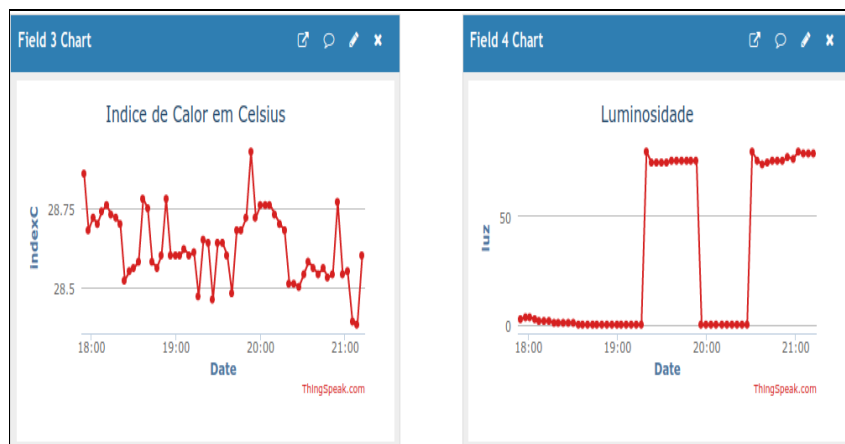 Field 3 Chart
Indice de Calor em Celsius
28.75
28.5
IndexC
18:00 19:00 20:00 21:00
Date
ThingSpeak.com
Field 4 Chart
Luminosidade
50
0
luz
18:00 19:00 20:00 21:00
Date
ThingSpeak.com